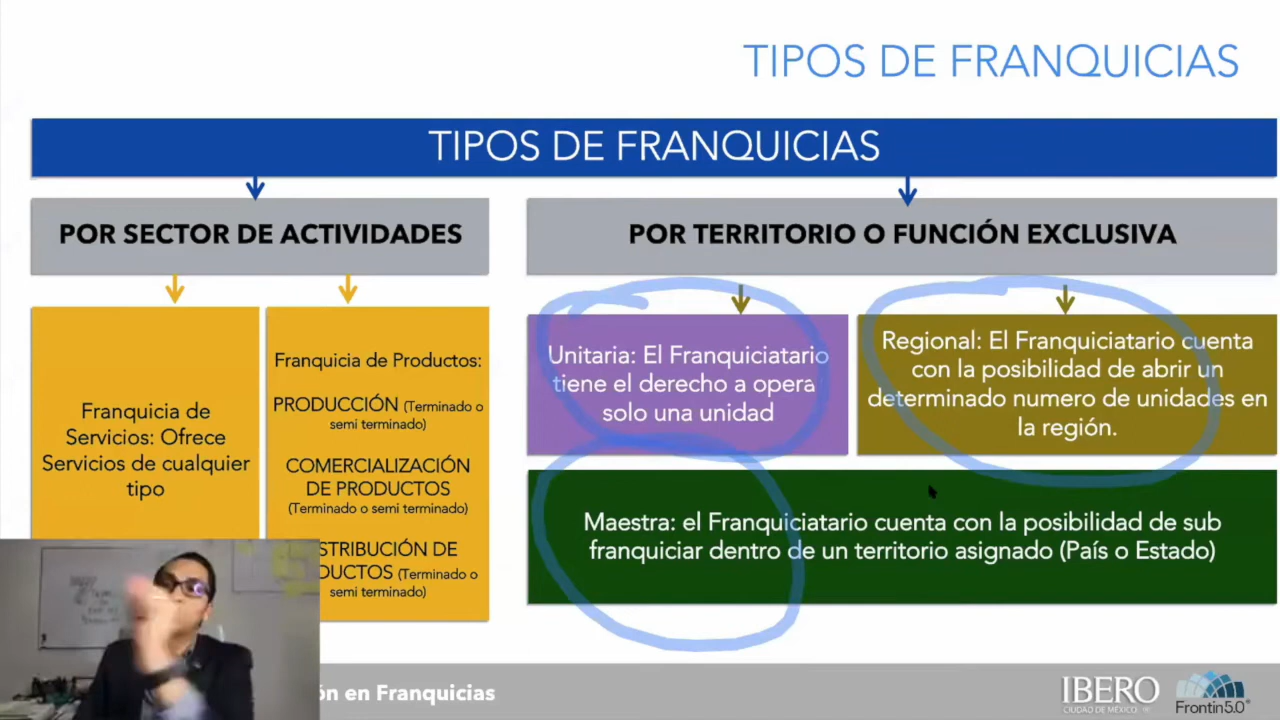 TIPOS DE FRANQUICIAS
TIPOS DE FRANQUICIAS
POR SECTOR DE ACTIVIDADES
POR TERRITORIO O FUNCIÓN EXCLUSIVA
Franquicia de
Servicios: Ofrece
Servicios de cualquier
tipo
Franquicia de Productos:
PRODUCCIÓN (Terminado o
semi terminado)
COMERCIALIZACIÓN
DE PRODUCTOS
(Terminado o semi terminado)
STRIBUCIÓN DE
DUCTOS (Terminado o
semi terminado)
Unitaria: El Franquiciatario
tiene el derecho a opera
solo una unidad
Regional: El Franquiciatario cuenta
con la posibilidad de abrir un
determinado numero de unidades en
la región.
Maestra: el Franquiciatario cuenta con la posibilidad de sub
franquiciar dentro de un territorio asignado (País o Estado)
ón en Franquicias
IBERO
CIUDAD DE MÉXICO
Frontin5.0